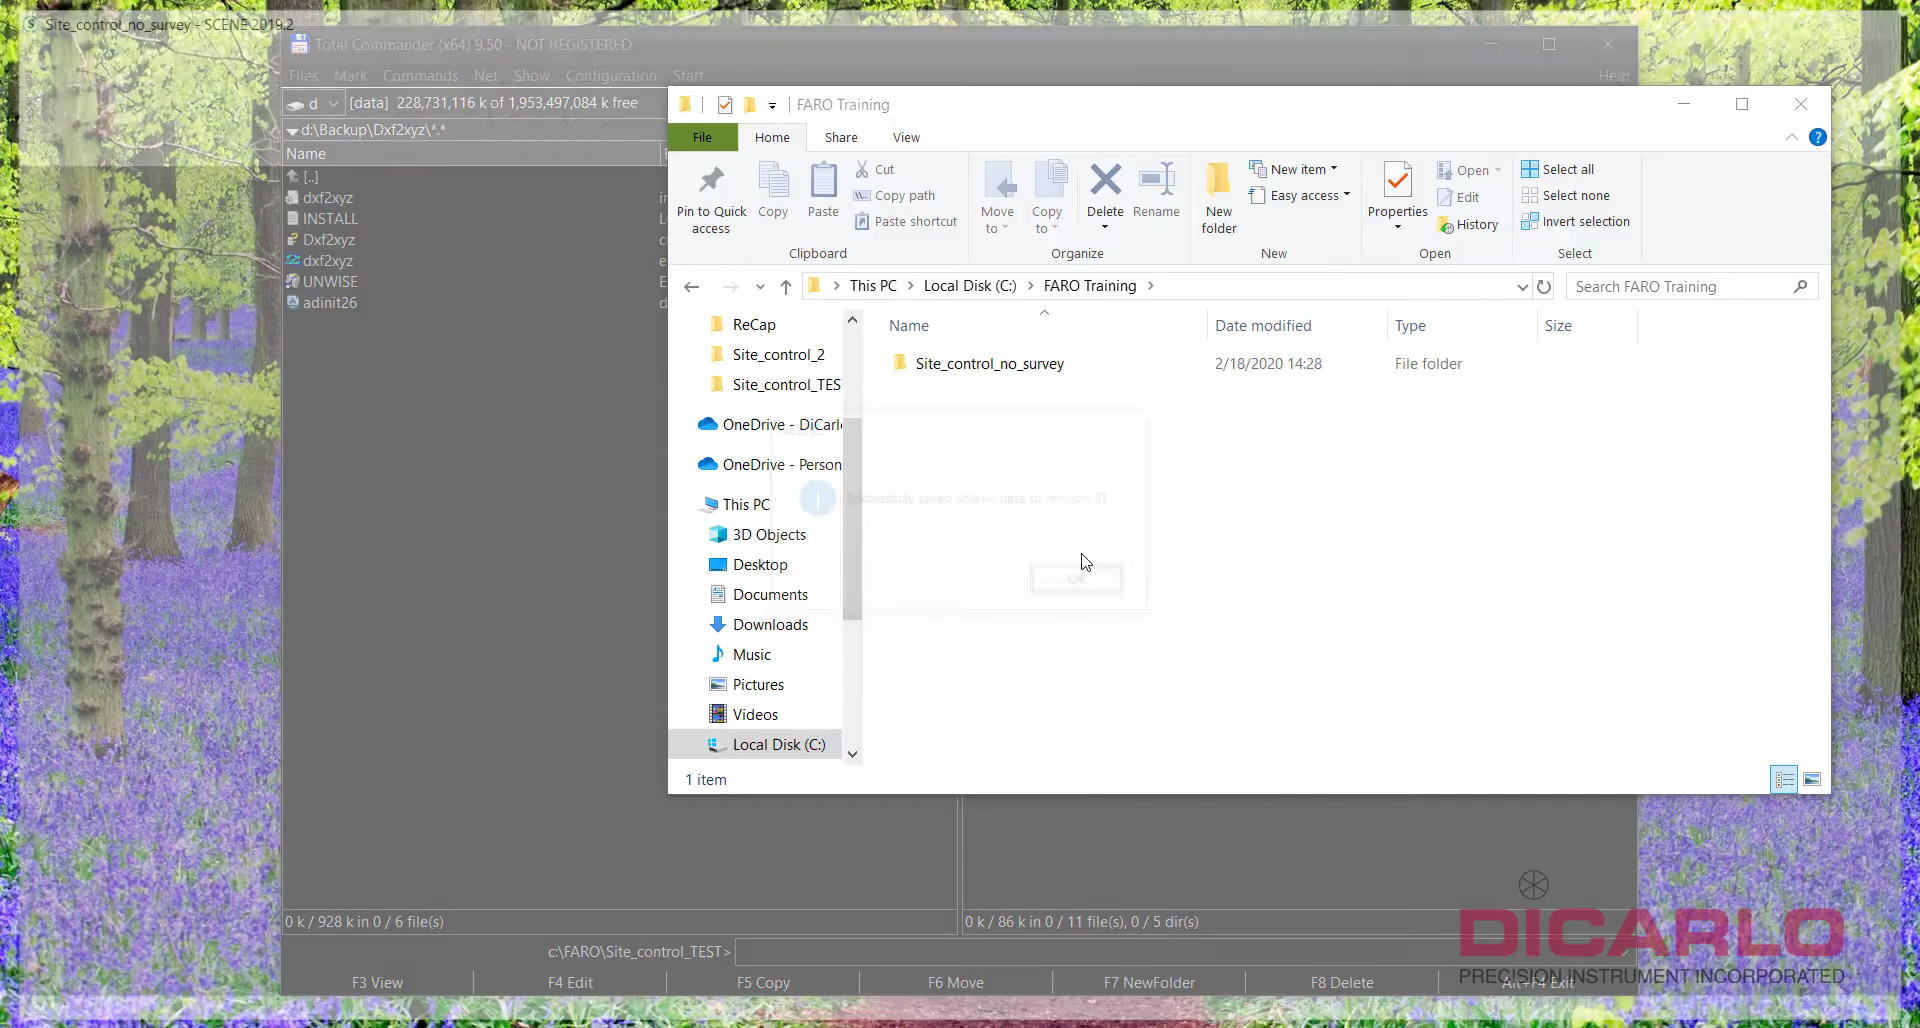 Site_control_no_survey - SCENE 2019.2
Total Commander (x64) 9.50 - NOT REGISTERED
Files Mark Commands Net Show Configuration Start Help
d [data] 228,731,116 k of 1,953,497,084 k free
d:\Backup\Dxf2xyz\*.*
Name
[..]
dxf2xyz
INSTALL
Dxf2xyz
dxf2xyz
UNWISE
adinit26
FARO Training
File Home Share View
Pin to Quick access
Copy
Paste
Cut
Copy path
Paste shortcut
Clipboard
Move to
Copy to
Delete
Rename
Organize
New folder
New item
Easy access
New
Properties
Open
Edit
History
Open
Select all
Select none
Invert selection
Select
This PC > Local Disk (C:) > FARO Training >
Search FARO Training
ReCap
Site_control_2
Site_control_TES
OneDrive - DiCarl
OneDrive - Person
This PC
3D Objects
Desktop
Documents
Downloads
Music
Pictures
Videos
Local Disk (C:)
Name Date modified Type Size
Site_control_no_survey 2/18/2020 14:28 File folder
OK
1 item
0 k / 928 k in 0 / 6 file(s)
0 k / 86 k in 0 / 11 file(s), 0 / 5 dir(s)
c:\FARO\Site_control_TEST>
F3 View F4 Edit F5 Copy F6 Move F7 NewFolder F8 Delete Alt+F4 Exit
DICARLO
PRECISION INSTRUMENT INCORPORATED